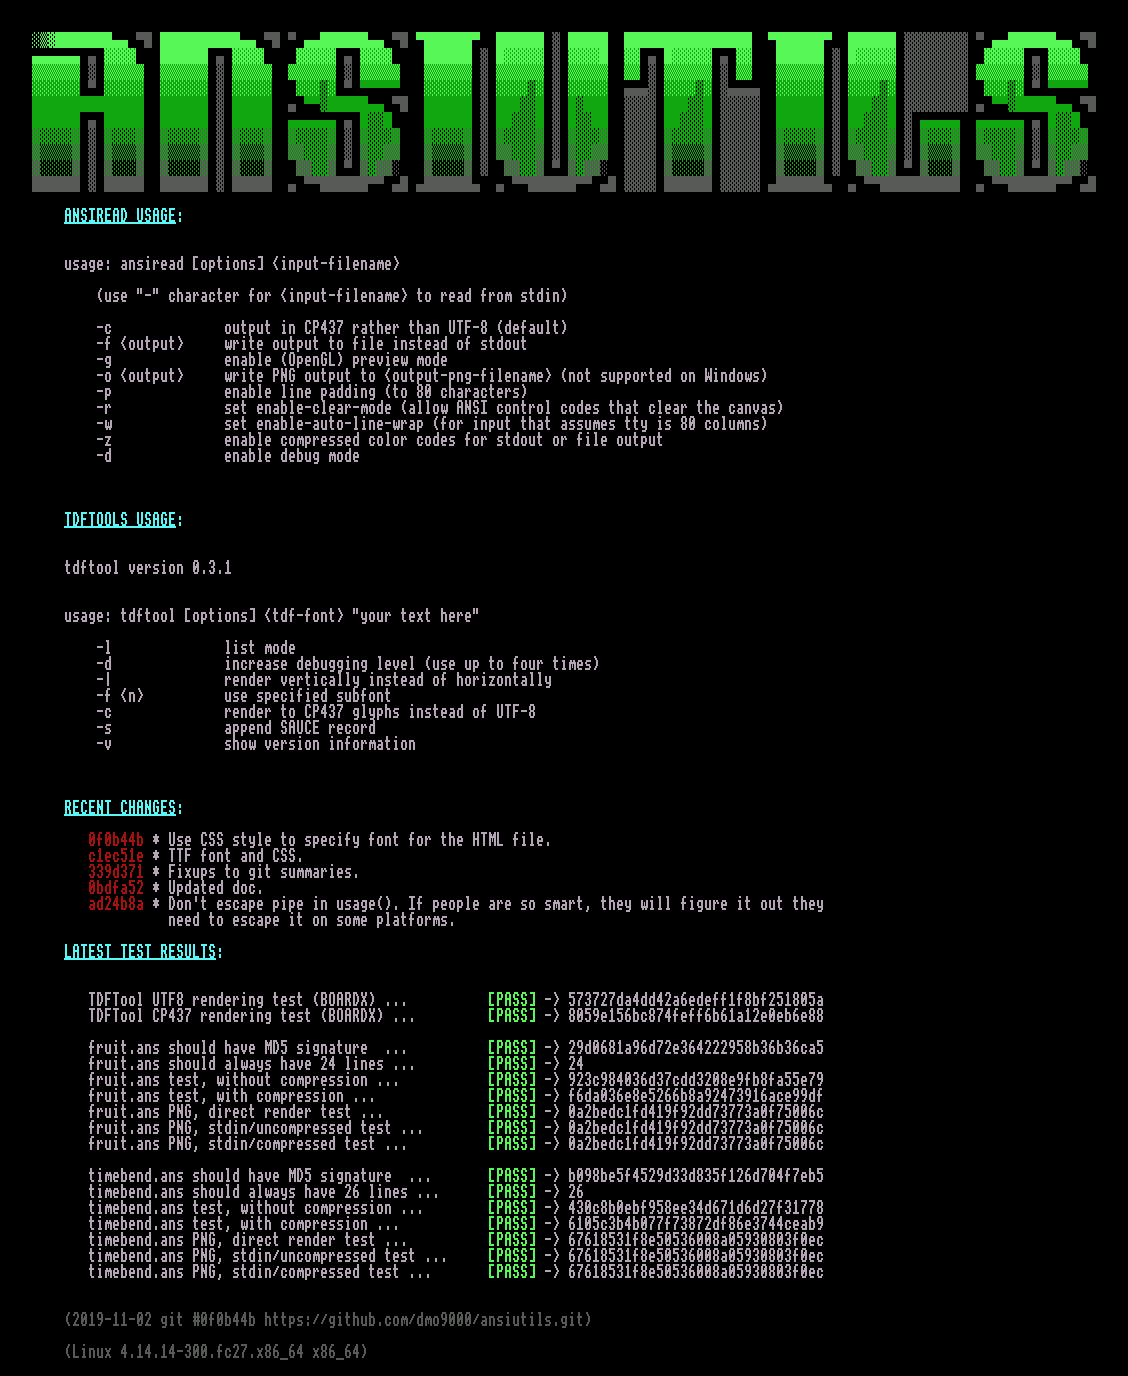 ANSIUTILS
ANSIREAD USAGE:
usage: ansiread [options] <input-filename>
(use "-" character for <input-filename> to read from stdin)
-c output in CP437 rather than UTF-8 (default)
-f <output> write output to file instead of stdout
-g enable (OpenGL) preview mode
-o <output> write PNG output to <output-png-filename> (not supported on Windows)
-p enable line padding (to 80 characters)
-r set enable-clear-mode (allow ANSI control codes that clear the canvas)
-w set enable-auto-line-wrap (for input that assumes tty is 80 columns)
-z enable compressed color codes for stdout or file output
-d enable debug mode
TDFTOOLS USAGE:
tdftool version 0.3.1
usage: tdftool [options] <tdf-font> "your text here"
-l list mode
-d increase debugging level (use up to four times)
-| render vertically instead of horizontally
-f <n> use specified subfont
-c render to CP437 glyphs instead of UTF-8
-s append SAUCE record
-v show version information
RECENT CHANGES:
0f0b44b * Use CSS style to specify font for the HTML file.
c1ec51e * TTF font and CSS.
339d371 * Fixups to git summaries.
0bdfa52 * Updated doc.
ad24b8a * Don't escape pipe in usage(). If people are so smart, they will figure it out they
need to escape it on some platforms.
LATEST TEST RESULTS:
TDFTool UTF8 rendering test (BOARDX) ... [PASS] -> 573727da4dd42a6edeff1f8bf251805a
TDFTool CP437 rendering test (BOARDX) ... [PASS] -> 8059e156bc874feff6b61a12e0eb6e88
fruit.ans should have MD5 signature ... [PASS] -> 29d0681a96d72e364222958b36b36ca5
fruit.ans should always have 24 lines ... [PASS] -> 24
fruit.ans test, without compression ... [PASS] -> 923c984036d37cdd3208e9fb8fa55e79
fruit.ans test, with compression ... [PASS] -> f6da036e8e5266b8a92473916ace99df
fruit.ans PNG, direct render test ... [PASS] -> 0a2bedc1fd419f92dd73773a0f75006c
fruit.ans PNG, stdin/uncompressed test ... [PASS] -> 0a2bedc1fd419f92dd73773a0f75006c
fruit.ans PNG, stdin/compressed test ... [PASS] -> 0a2bedc1fd419f92dd73773a0f75006c
timebend.ans should have MD5 signature ... [PASS] -> b098be5f4529d33d835f126d704f7eb5
timebend.ans should always have 26 lines ... [PASS] -> 26
timebend.ans test, without compression ... [PASS] -> 430c8b0ebf958ee34d671d6d27f31778
timebend.ans test, with compression ... [PASS] -> 6105c3b4b077f73872df86e3744ceab9
timebend.ans PNG, direct render test ... [PASS] -> 67618531f8e50536008a05930803f0ec
timebend.ans PNG, stdin/uncompressed test ... [PASS] -> 67618531f8e50536008a05930803f0ec
timebend.ans PNG, stdin/compressed test ... [PASS] -> 67618531f8e50536008a05930803f0ec
(2019-11-02 git #0f0b44b https://github.com/dmo9000/ansiutils.git)
(Linux 4.14.14-300.fc27.x86_64 x86_64)